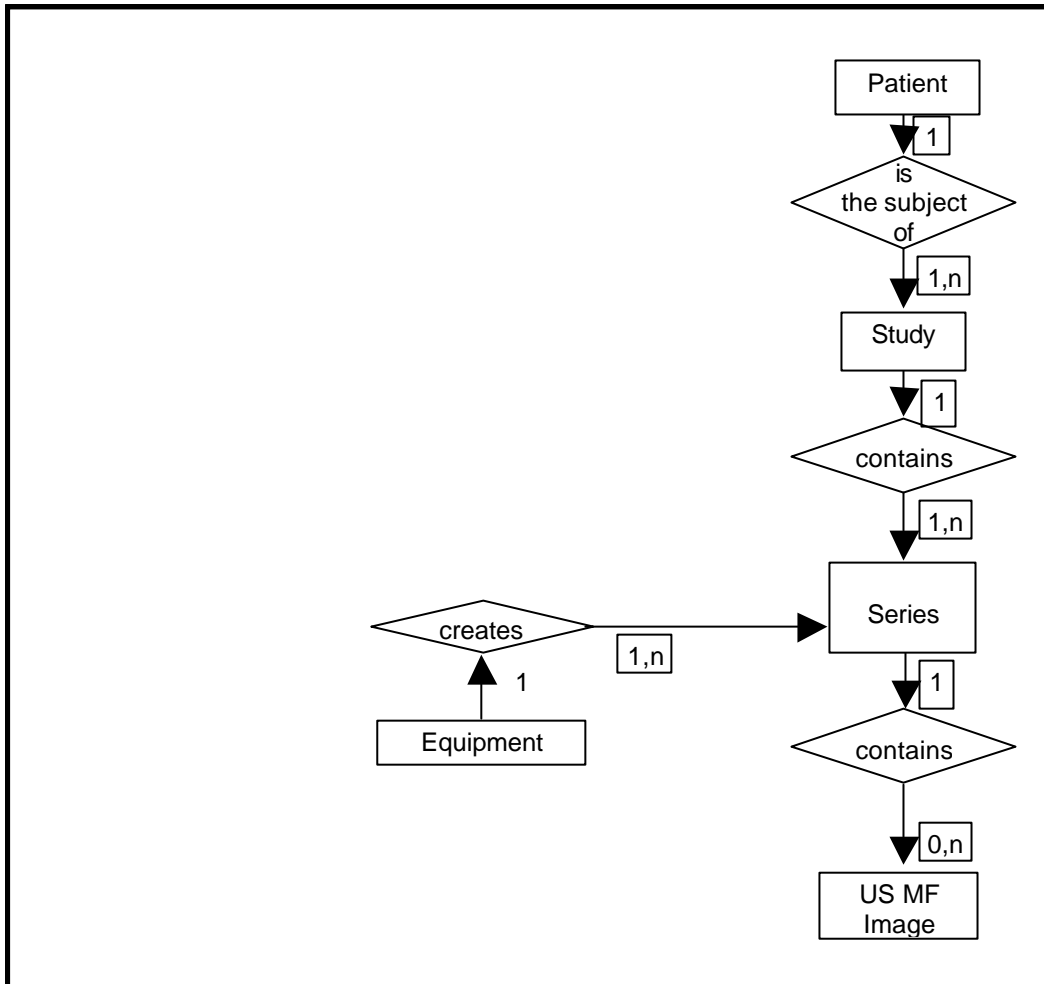 Patient
1
is
the subject
of
1,n
Study
1
contains
1,n
Series
creates
1,n
1
Equipment
1
contains
0,n
US MF
Image